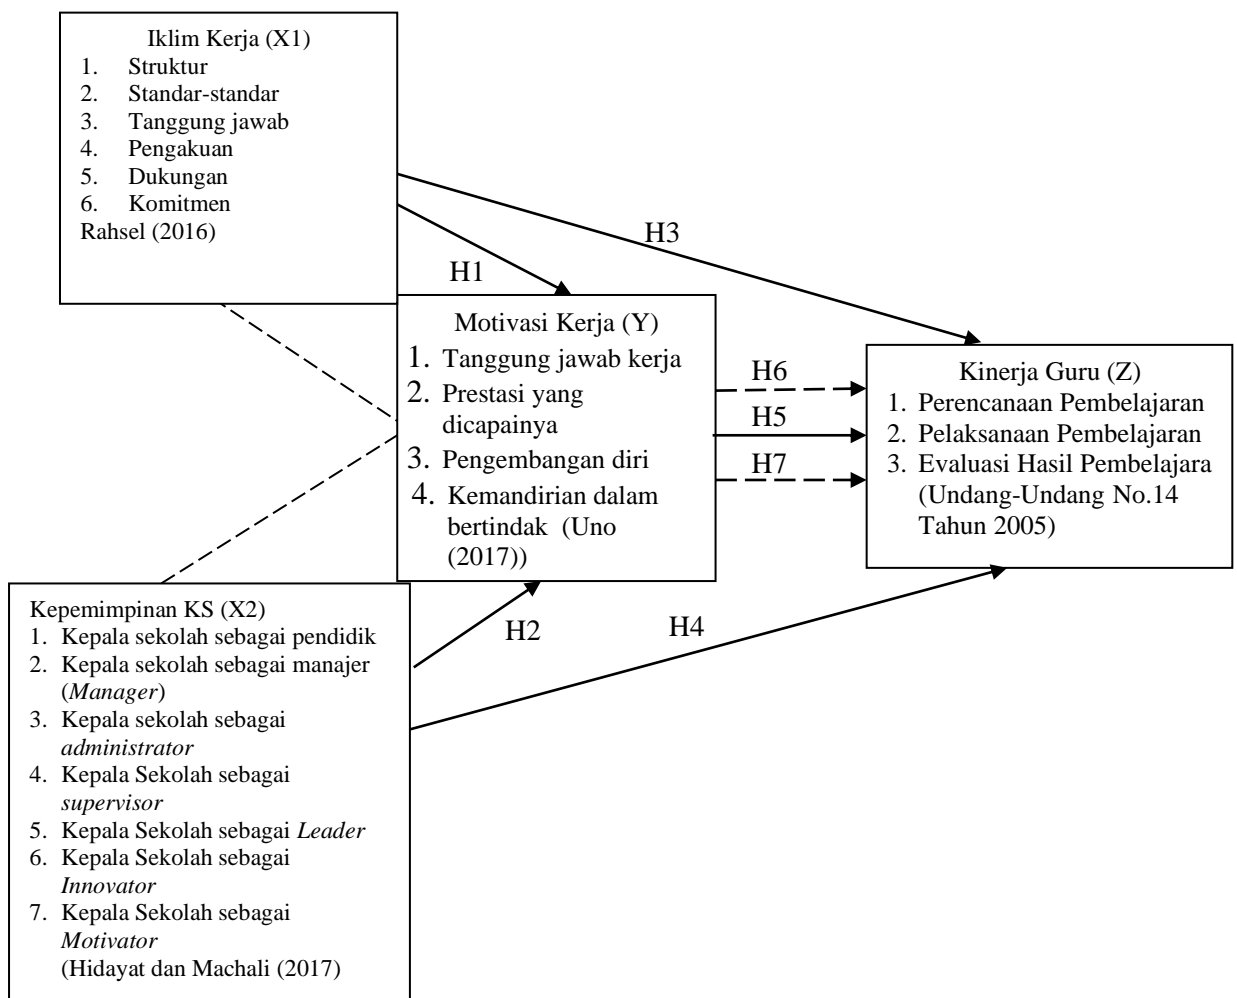 Iklim Kerja (X1)
1. Struktur
2. Standar-standar
3. Tanggung jawab
4. Pengakuan
5. Dukungan
6. Komitmen
Rahsel (2016)
H3
H1
Motivasi Kerja (Y)
1. Tanggung jawab kerja
2. Prestasi yang
dicapainya
3. Pengembangan diri
4. Kemandirian dalam
bertindak (Uno
(2017))
H6
H5
H7
Kinerja Guru (Z)
1. Perencanaan Pembelajaran
2. Pelaksanaan Pembelajaran
3. Evaluasi Hasil Pembelajara
(Undang-Undang No.14
Tahun 2005)
Kepemimpinan KS (X2)
1. Kepala sekolah sebagai pendidik
2. Kepala sekolah sebagai manajer
(Manager)
3. Kepala sekolah sebagai
administrator
4. Kepala Sekolah sebagai
supervisor
5. Kepala Sekolah sebagai Leader
6. Kepala Sekolah sebagai
Innovator
7. Kepala Sekolah sebagai
Motivator
(Hidayat dan Machali (2017)
H2
H4